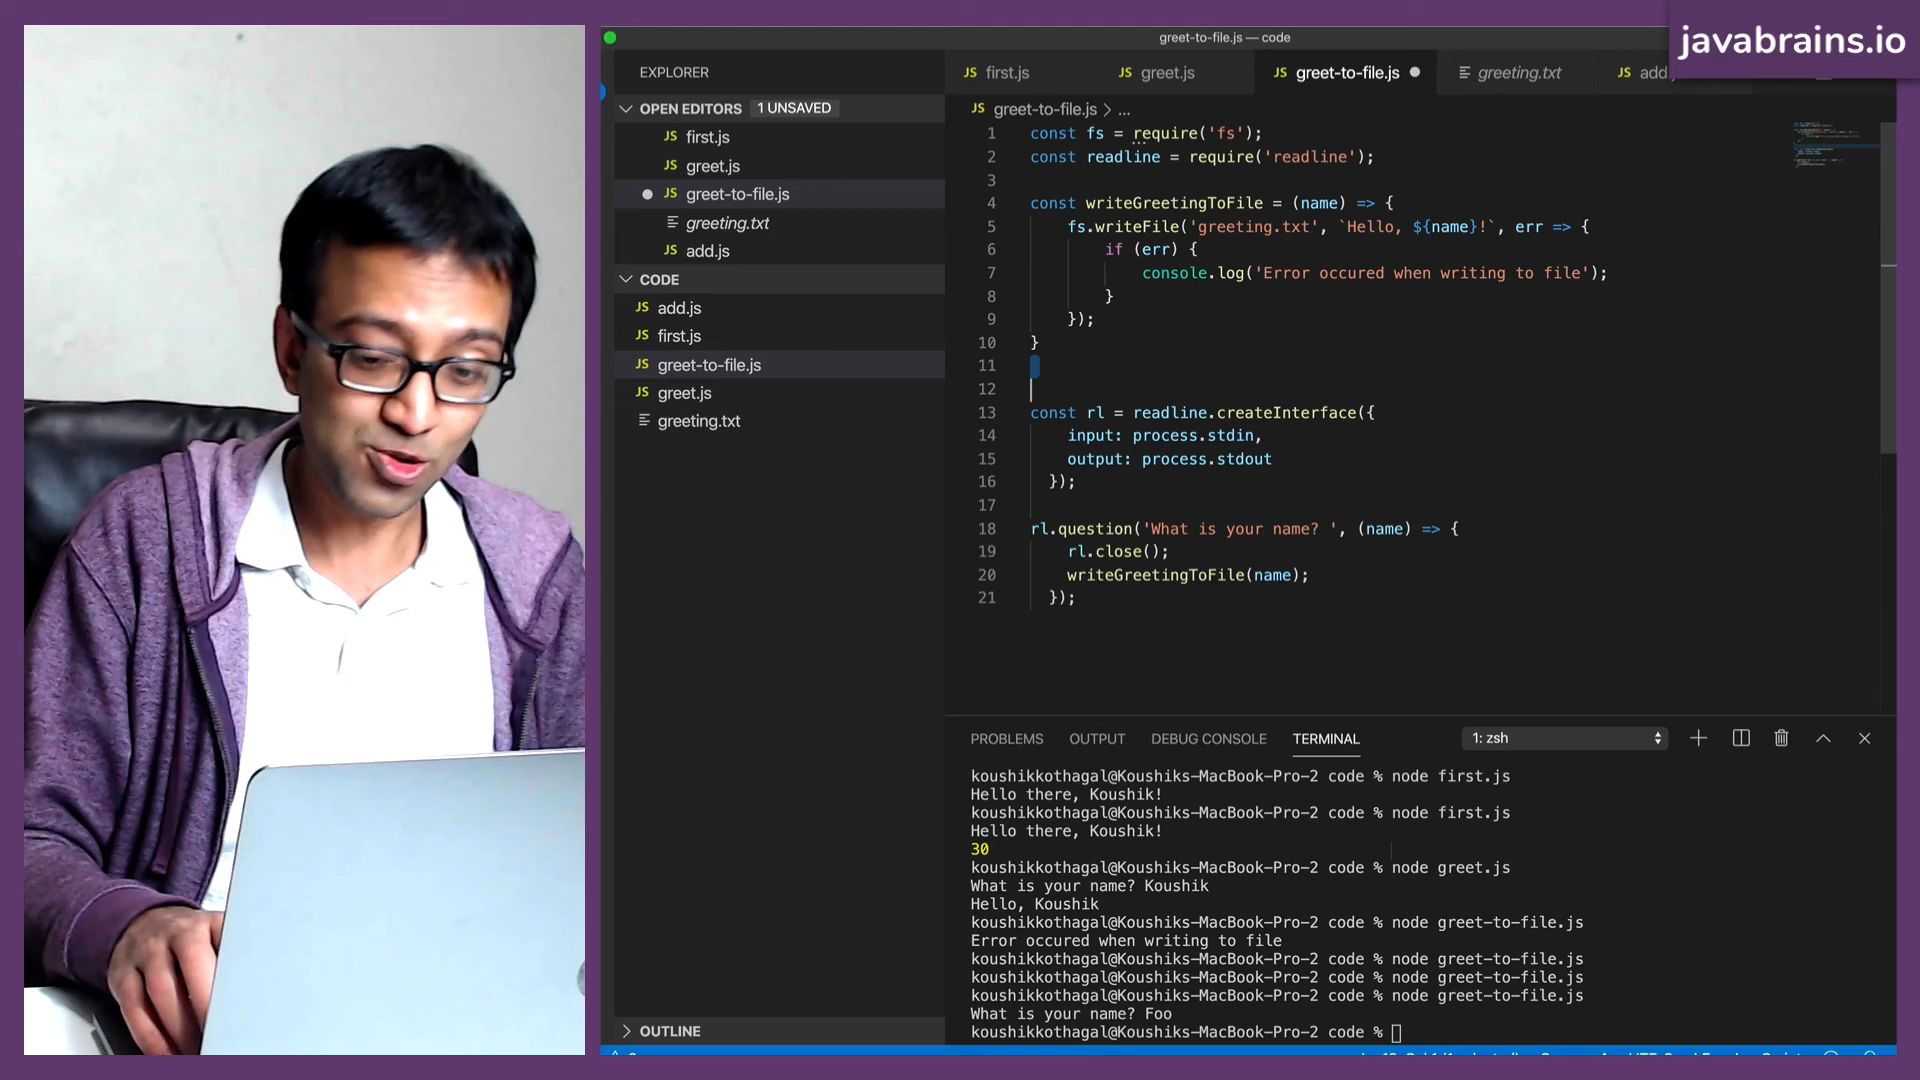 javabrains.io
greet-to-file.js — code
EXPLORER
OPEN EDITORS 1 UNSAVED
JS first.js
JS greet.js
JS greet-to-file.js
greeting.txt
JS add.js
CODE
JS add.js
JS first.js
JS greet-to-file.js
JS greet.js
greeting.txt
OUTLINE
JS first.js JS greet.js JS greet-to-file.js greeting.txt JS
JS greet-to-file.js > ...
1 const fs = require('fs');
2 const readline = require('readline');
3
4 const writeGreetingToFile = (name) => {
5 fs.writeFile('greeting.txt', `Hello, ${name}!`, err => {
6 if (err) {
7 console.log('Error occured when writing to file');
8 }
9 });
10 }
11
12
13 const rl = readline.createInterface({
14 input: process.stdin,
15 output: process.stdout
16 });
17
18 rl.question('What is your name? ', (name) => {
19 rl.close();
20 writeGreetingToFile(name);
21 });
PROBLEMS OUTPUT DEBUG CONSOLE TERMINAL 1: zsh
koushikkothagal@Koushiks-MacBook-Pro-2 code % node first.js
Hello there, Koushik!
koushikkothagal@Koushiks-MacBook-Pro-2 code % node first.js
Hello there, Koushik!
30
koushikkothagal@Koushiks-MacBook-Pro-2 code % node greet.js
What is your name? Koushik
Hello, Koushik
koushikkothagal@Koushiks-MacBook-Pro-2 code % node greet-to-file.js
Error occured when writing to file
koushikkothagal@Koushiks-MacBook-Pro-2 code % node greet-to-file.js
koushikkothagal@Koushiks-MacBook-Pro-2 code % node greet-to-file.js
koushikkothagal@Koushiks-MacBook-Pro-2 code % node greet-to-file.js
What is your name? Foo
koushikkothagal@Koushiks-MacBook-Pro-2 code %